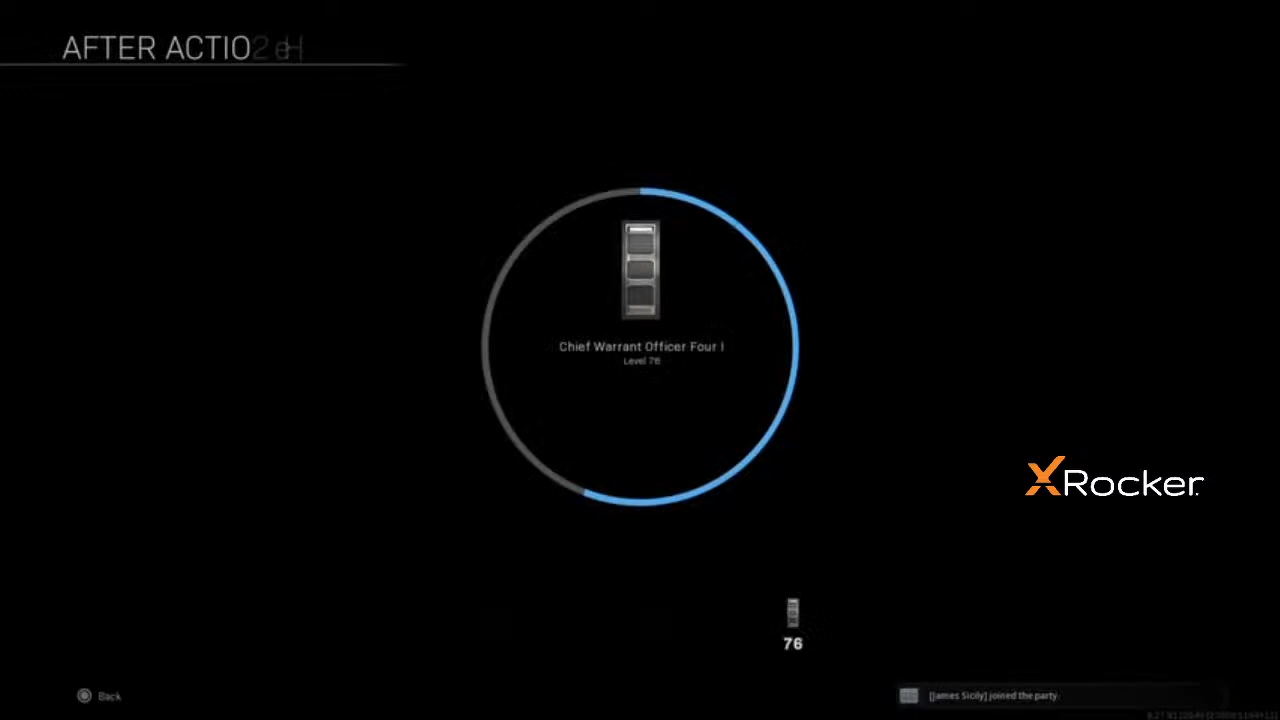 AFTER ACTIO
Chief Warrant Officer Four I
Level 76
XRocker
76
Back
[James Sicily] joined the party